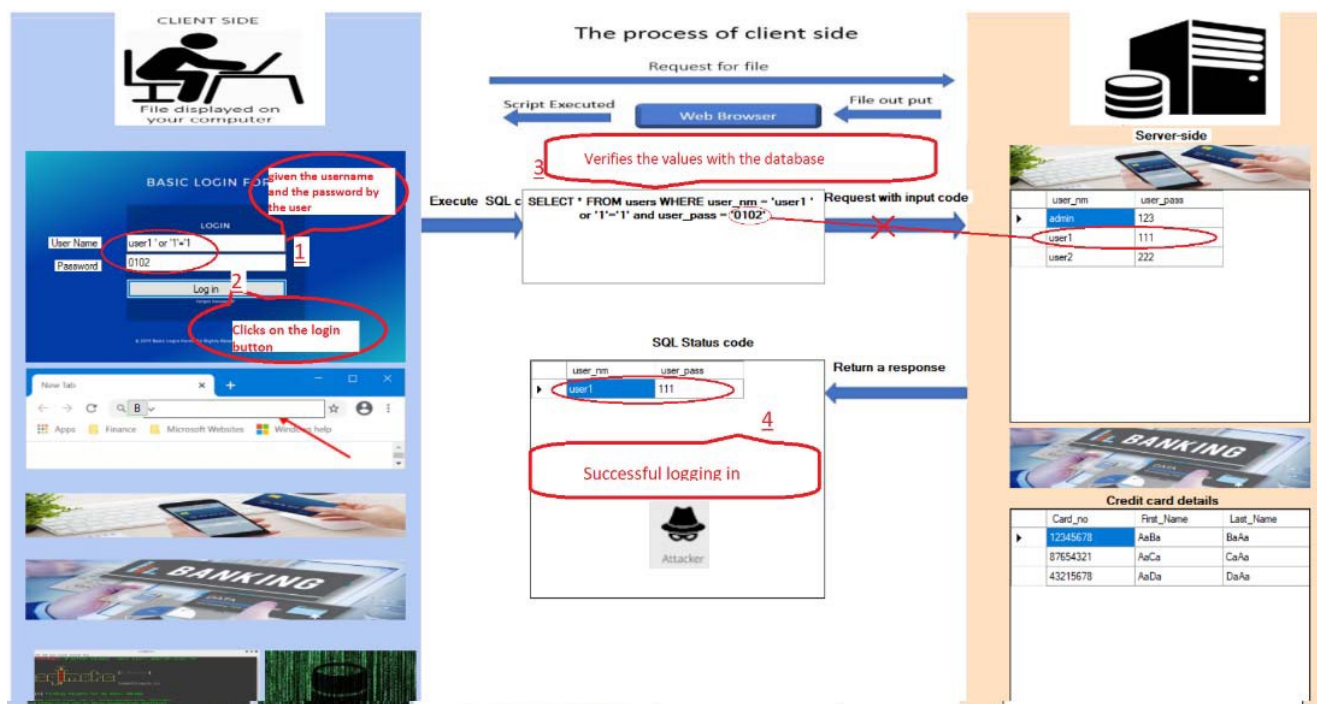 CLIENT SIDE
File displayed on
your computer
BASIC LOGIN FOR
given the username
and the password by
the user
LOGIN
User Name
user1 ' or '1'='1
1
Password
0102
2
Log in
Clicks on the login
button
New Tab
B
Apps Finance Microsoft Websites Windows help
BANKING
DATA
The process of client side
Request for file
Script Executed
Web Browser
File out put
3
Verifies the values with the database
Execute SQL c
SELECT * FROM users WHERE user_nm = 'user1 '
or '1'='1' and user_pass = '0102'
Request with input code
SQL Status code
user_nm user_pass
user1 111
Return a response
4
Successful logging in
Attacker
Server-side
user_nm user_pass
admin 123
user1 111
user2 222
BANKING
DATA
Credit card details
Card_no First_Name Last_Name
12345678 AaBa BaAa
87654321 AaCa CaAa
43215678 AaDa DaAa